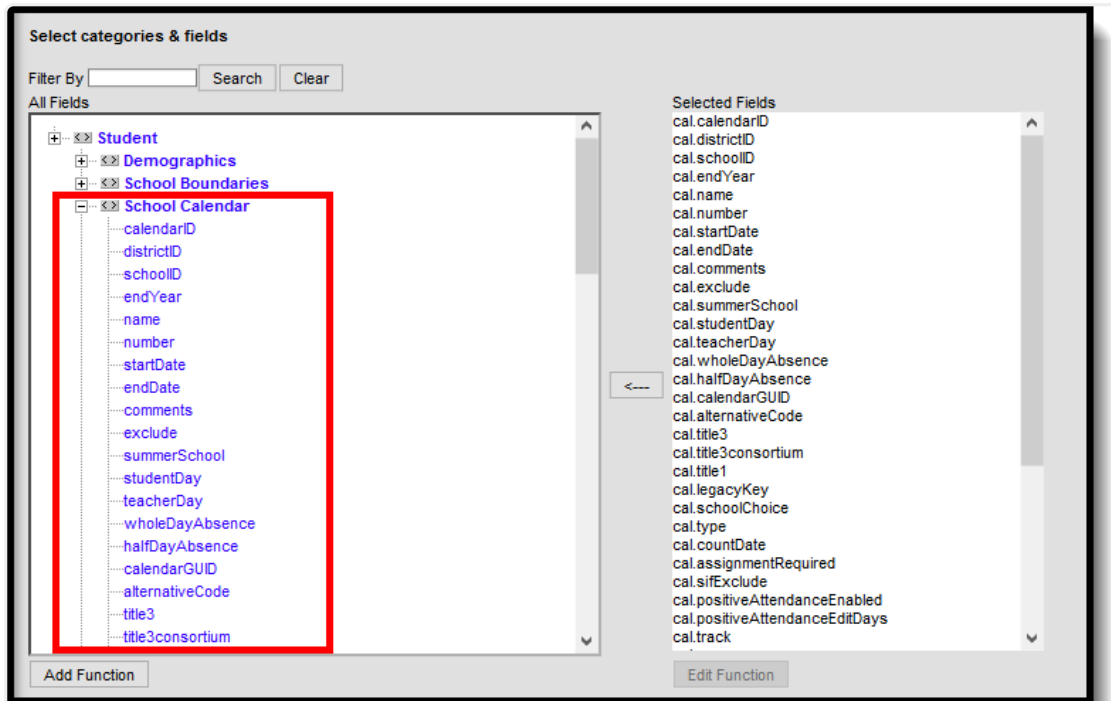 Select categories & fields
Filter By Search Clear
All Fields
Student
Demographics
School Boundaries
School Calendar
calendarID
districtID
schoolID
endYear
name
number
startDate
endDate
comments
exclude
summerSchool
studentDay
teacherDay
wholeDayAbsence
halfDayAbsence
calendarGUID
alternativeCode
title3
title3consortium
Add Function
<---
Selected Fields
cal.calendarID
cal.districtID
cal.schoolID
cal.endYear
cal.name
cal.number
cal.startDate
cal.endDate
cal.comments
cal.exclude
cal.summerSchool
cal.studentDay
cal.teacherDay
cal.wholeDayAbsence
cal.halfDayAbsence
cal.calendarGUID
cal.alternativeCode
cal.title3
cal.title3consortium
cal.title1
cal.legacyKey
cal.schoolChoice
cal.type
cal.countDate
cal.assignmentRequired
cal.sifExclude
cal.positiveAttendanceEnabled
cal.positiveAttendanceEditDays
cal.track
Edit Function